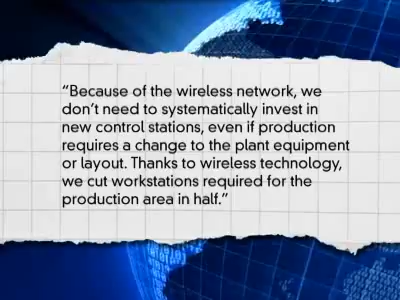 “Because of the wireless network, we
don’t need to systematically invest in
new control stations, even if production
requires a change to the plant equipment
or layout. Thanks to wireless technology,
we cut workstations required for the
production area in half.”